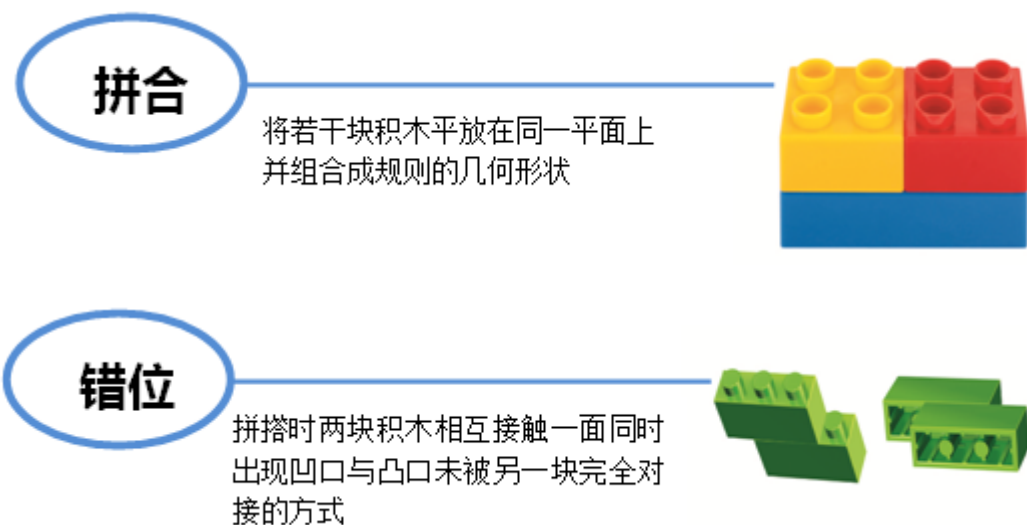 拼合
将若干块积木平放在同一平面上
并组合成规则的几何形状
错位
拼搭时两块积木相互接触一面同时
出现凹口与凸口未被另一块完全对
接的方式